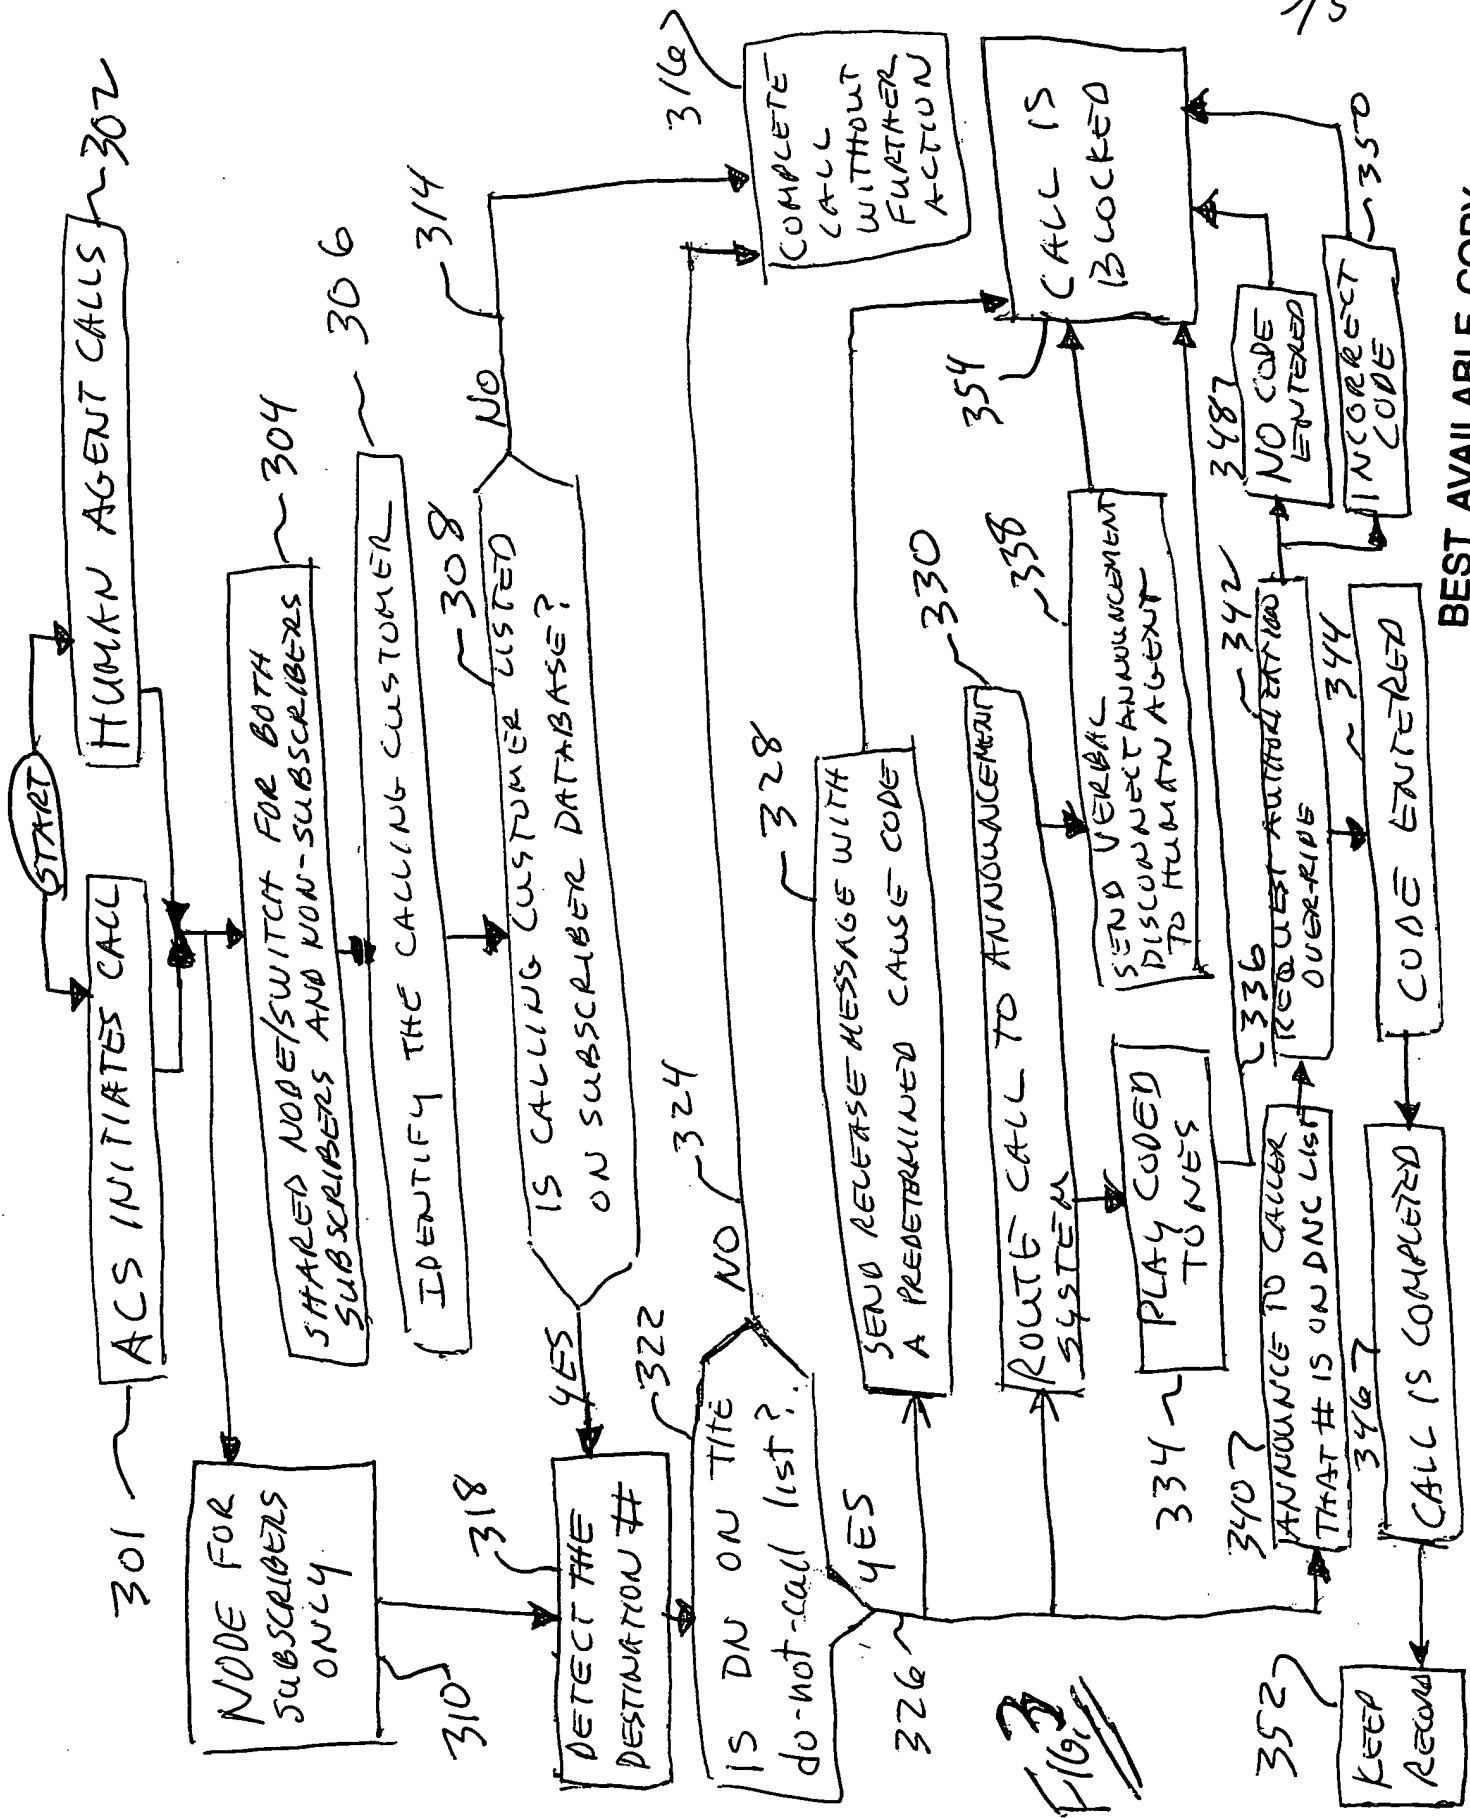 START
301
ACS INITIATES CALL
HUMAN AGENT CALLS
302
NODE FOR
SUBSCRIBERS
ONLY
310
SHARED NODE/SWITCH FOR BOTH
SUBSCRIBERS AND NON-SUBSCRIBERS
304
IDENTIFY THE CALLING CUSTOMER
306
308
IS CALLING CUSTOMER LISTED
ON SUBSCRIBER DATABASE?
YES
NO
314
318
DETECT THE
DESTINATION #
322
IS DN ON THE
do-not-call list?
NO
324
YES
326
316
COMPLETE
CALL
WITHOUT
FURTHER
ACTION
328
SEND RELEASE MESSAGE WITH
A PREDETERMINED CAUSE CODE
354
CALL IS
BLOCKED
330
ROUTE CALL TO ANNOUNCEMENT
SYSTEM
334
PLAY CODED
TONES
336
338
SEND VERBAL
DISCONNECT ANNOUNCEMENT
TO HUMAN AGENT
340
ANNOUNCE TO CALLER
THAT # IS ON DNC LIST
342
REQUEST AUTHORIZATION
OVER-RIDE
348
NO CODE
ENTERED
INCORRECT
CODE
350
344
CODE ENTERED
346
CALL IS COMPLETED
352
KEEP
RECORD
FIG. 3
BEST AVAILABLE COPY